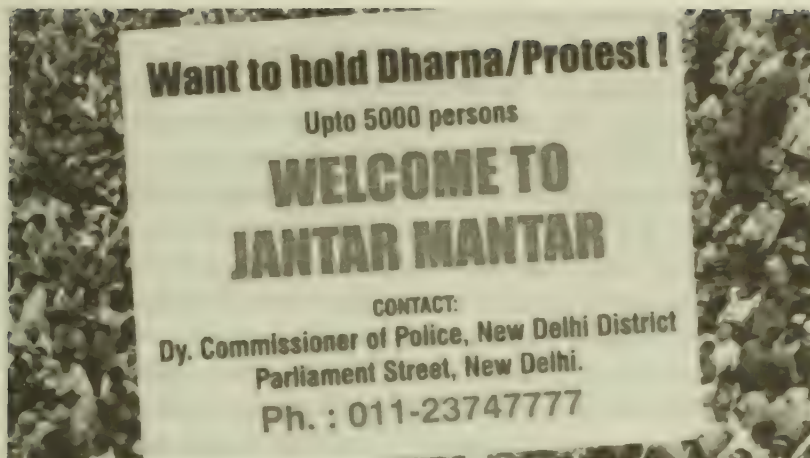 Want to hold Dharna/Protest !
Upto 5000 persons
WELCOME TO
JANTAR MANTAR
CONTACT:
Dy. Commissioner of Police, New Delhi District
Parliament Street, New Delhi.
Ph. : 011-23747777